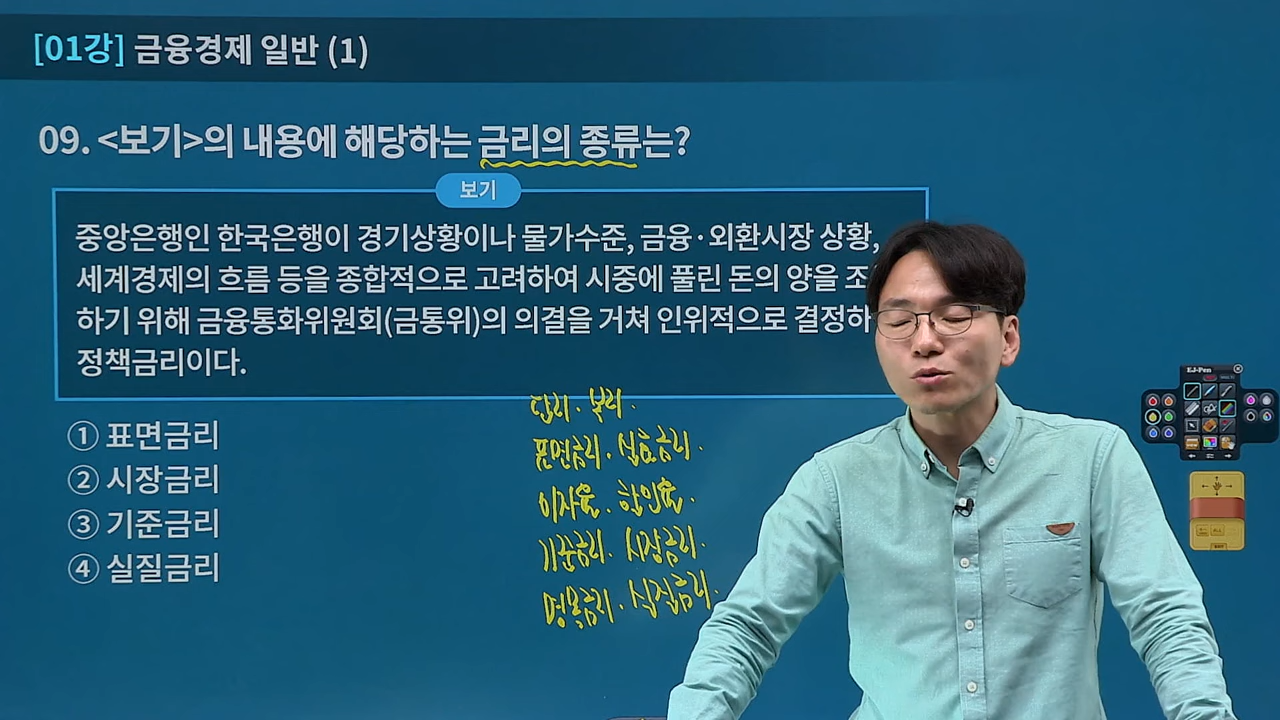 [01강] 금융경제 일반 (1)
09. <보기>의 내용에 해당하는 금리의 종류는?
보기
중앙은행인 한국은행이 경기상황이나 물가수준, 금융·외환시장 상황,
세계경제의 흐름 등을 종합적으로 고려하여 시중에 풀린 돈의 양을 조
하기 위해 금융통화위원회(금통위)의 의결을 거쳐 인위적으로 결정하
정책금리이다.
① 표면금리
② 시장금리
③ 기준금리
④ 실질금리
단리. 복리.
표면금리. 실효금리.
이자율. 할인율.
기준금리. 시장금리.
명목금리. 실질금리.
EJ-Pen